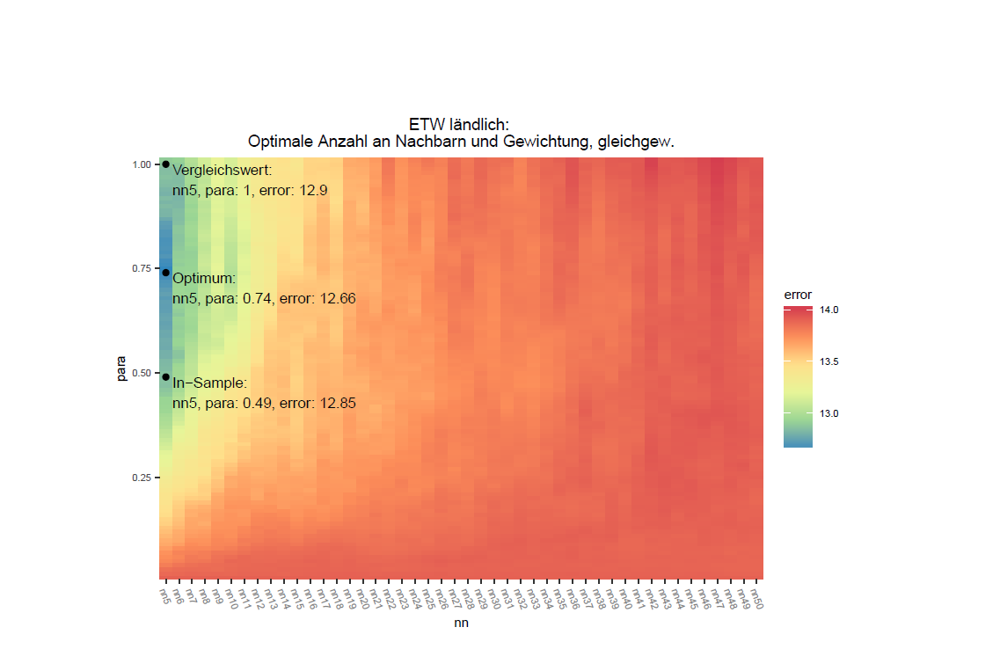 ETW ländlich:
Optimale Anzahl an Nachbarn und Gewichtung, gleichgew.
1.00
Vergleichswert:
nn5, para: 1, error: 12.9
0.75
Optimum:
nn5, para: 0.74, error: 12.66
para
0.50
In−Sample:
nn5, para: 0.49, error: 12.85
0.25
error
14.0
13.5
13.0
nn5 nn6 nn7 nn8 nn9 nn10 nn11 nn12 nn13 nn14 nn15 nn16 nn17 nn18 nn19 nn20 nn21 nn22 nn23 nn24 nn25 nn26 nn27 nn28 nn29 nn30 nn31 nn32 nn33 nn34 nn35 nn36 nn37 nn38 nn39 nn40 nn41 nn42 nn43 nn44 nn45 nn46 nn47 nn48 nn49 nn50
nn